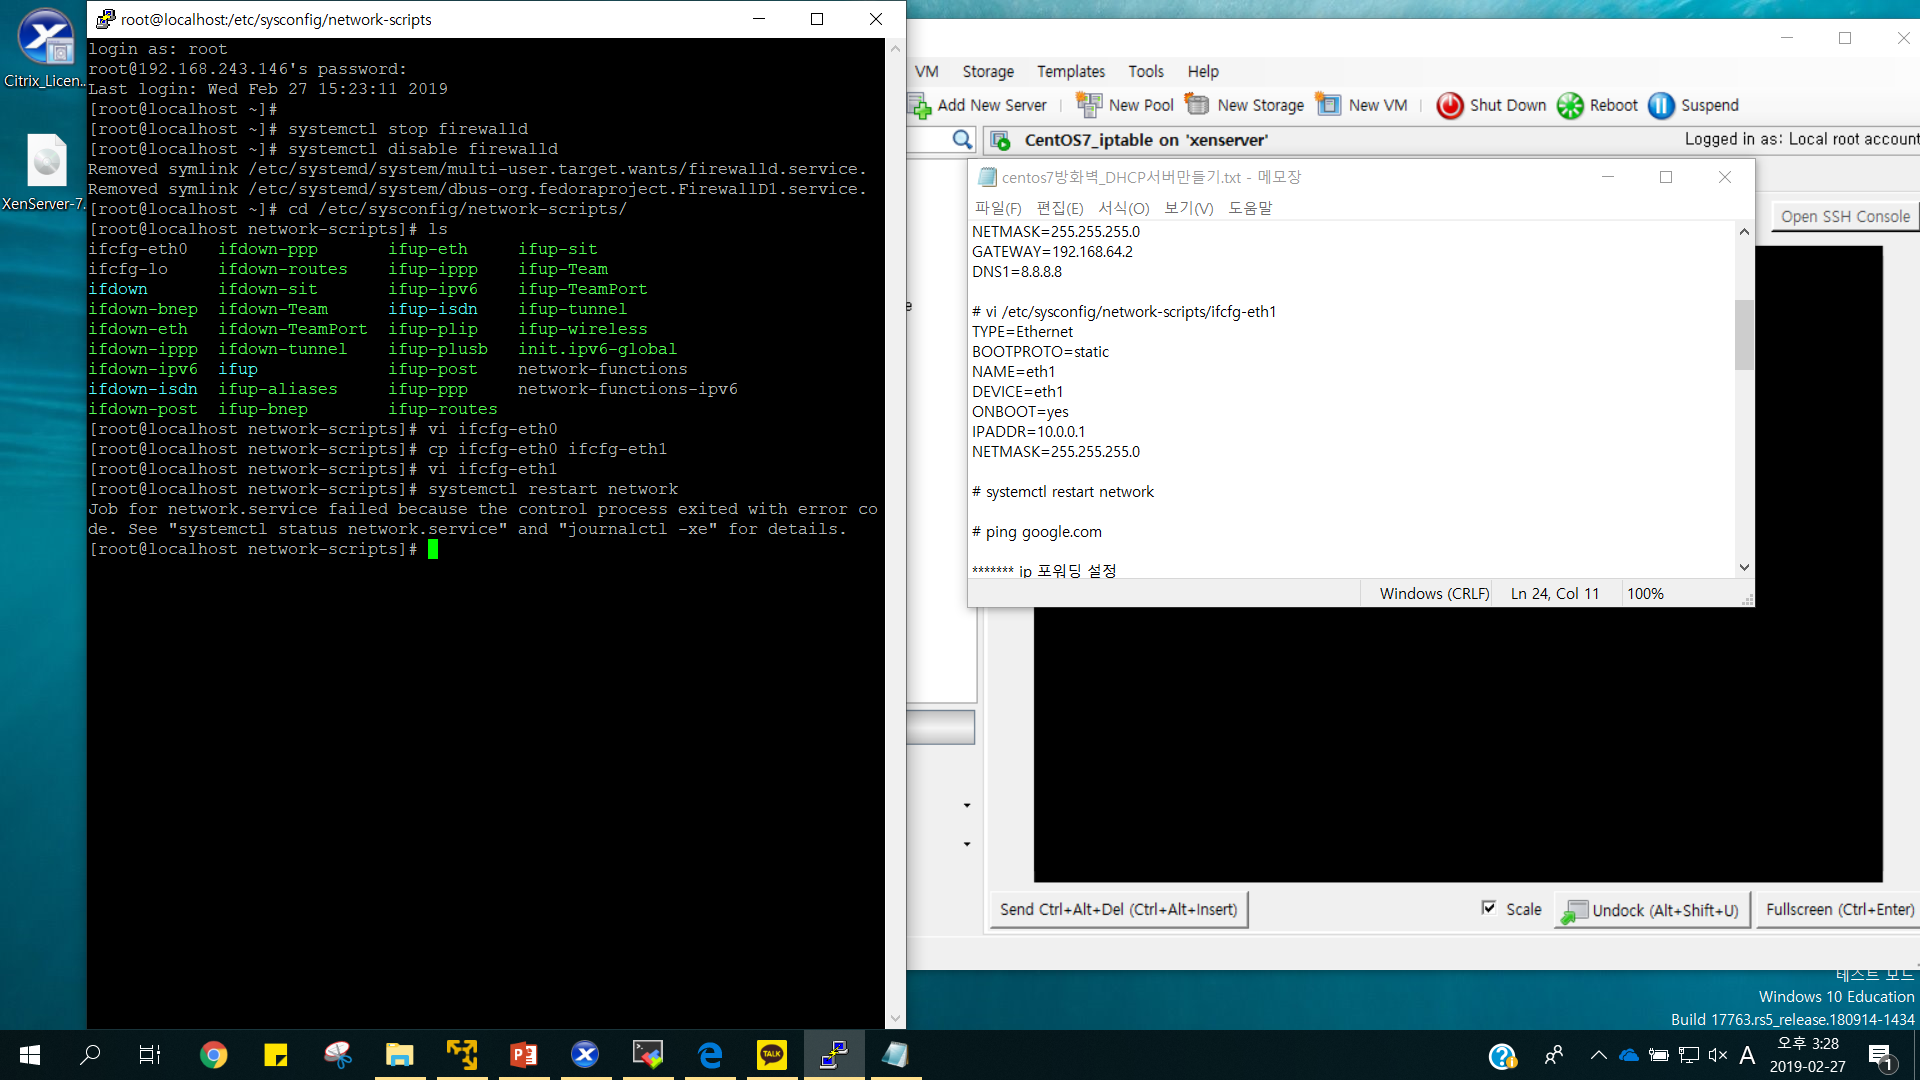 root@localhost:/etc/sysconfig/network-scripts
login as: root
root@192.168.243.146's password:
Last login: Wed Feb 27 15:23:11 2019
[root@localhost ~]#
[root@localhost ~]# systemctl stop firewalld
[root@localhost ~]# systemctl disable firewalld
Removed symlink /etc/systemd/system/multi-user.target.wants/firewalld.service.
Removed symlink /etc/systemd/system/dbus-org.fedoraproject.FirewallD1.service.
[root@localhost ~]# cd /etc/sysconfig/network-scripts/
[root@localhost network-scripts]# ls
ifcfg-eth0 ifdown-ppp ifup-eth ifup-sit
ifcfg-lo ifdown-routes ifup-ippp ifup-Team
ifdown ifdown-sit ifup-ipv6 ifup-TeamPort
ifdown-bnep ifdown-Team ifup-isdn ifup-tunnel
ifdown-eth ifdown-TeamPort ifup-plip ifup-wireless
ifdown-ippp ifdown-tunnel ifup-plusb init.ipv6-global
ifdown-ipv6 ifup ifup-post network-functions
ifdown-isdn ifup-aliases ifup-ppp network-functions-ipv6
ifdown-post ifup-bnep ifup-routes
[root@localhost network-scripts]# vi ifcfg-eth0
[root@localhost network-scripts]# cp ifcfg-eth0 ifcfg-eth1
[root@localhost network-scripts]# vi ifcfg-eth1
[root@localhost network-scripts]# systemctl restart network
Job for network.service failed because the control process exited with error co
de. See "systemctl status network.service" and "journalctl -xe" for details.
[root@localhost network-scripts]#
Citrix_Licen...
XenServer-7.
VM Storage Templates Tools Help
Add New Server New Pool New Storage New VM Shut Down Reboot Suspend
CentOS7_iptable on 'xenserver'
Logged in as: Local root account
Open SSH Console
e
centos7방화벽_DHCP서버만들기.txt - 메모장
파일(F) 편집(E) 서식(O) 보기(V) 도움말
NETMASK=255.255.255.0
GATEWAY=192.168.64.2
DNS1=8.8.8.8
# vi /etc/sysconfig/network-scripts/ifcfg-eth1
TYPE=Ethernet
BOOTPROTO=static
NAME=eth1
DEVICE=eth1
ONBOOT=yes
IPADDR=10.0.0.1
NETMASK=255.255.255.0
# systemctl restart network
# ping google.com
******* ip 포워딩 설정
Windows (CRLF) Ln 24, Col 11 100%
Send Ctrl+Alt+Del (Ctrl+Alt+Insert)
Scale
Undock (Alt+Shift+U)
Fullscreen (Ctrl+Enter)
테스트 모드
Windows 10 Education
Build 17763.rs5_release.180914-1434
TALK
A
오후 3:28
2019-02-27
1